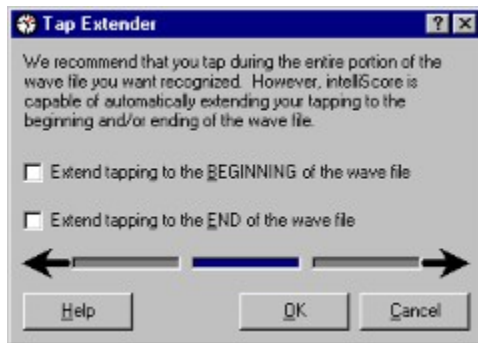 Tap Extender
We recommend that you tap during the entire portion of the
wave file you want recognized. However, intelliScore is
capable of automatically extending your tapping to the
beginning and/or ending of the wave file.
Extend tapping to the BEGINNING of the wave file
Extend tapping to the END of the wave file
Help OK Cancel